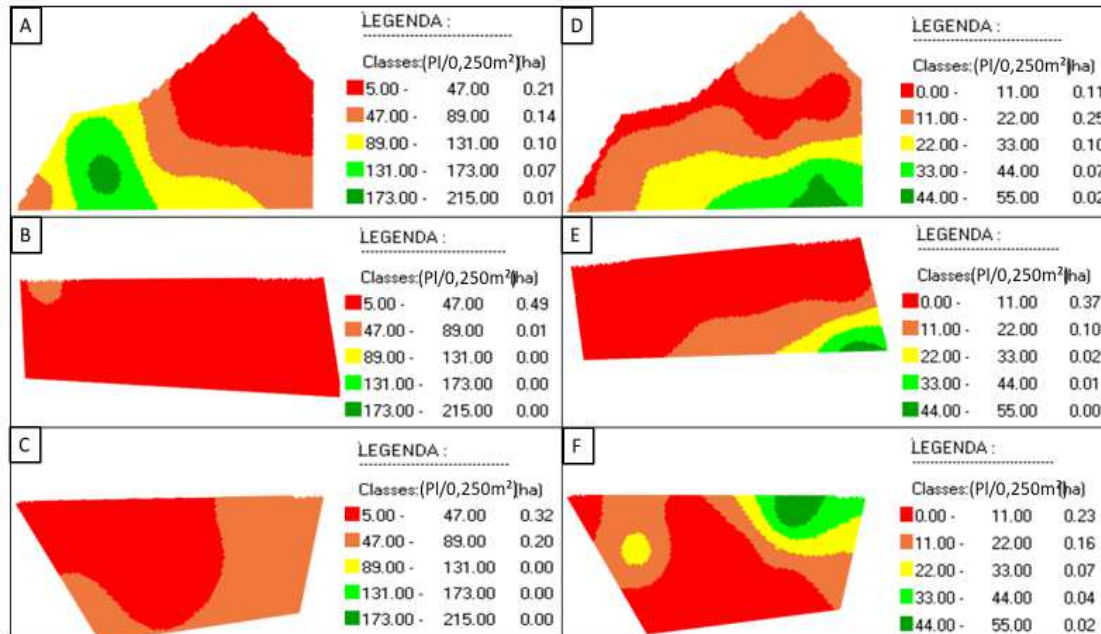 A
LEGENDA :
Classes:(Pl/0,250m²)(ha)
5.00 - 47.00 0.21
47.00 - 89.00 0.14
89.00 - 131.00 0.10
131.00 - 173.00 0.07
173.00 - 215.00 0.01
D
LEGENDA :
Classes:(Pl/0,250m²)(ha)
0.00 - 11.00 0.11
11.00 - 22.00 0.25
22.00 - 33.00 0.10
33.00 - 44.00 0.07
44.00 - 55.00 0.02
B
LEGENDA :
Classes:(Pl/0,250m²)(ha)
5.00 - 47.00 0.49
47.00 - 89.00 0.01
89.00 - 131.00 0.00
131.00 - 173.00 0.00
173.00 - 215.00 0.00
E
LEGENDA :
Classes:(Pl/0,250m²)(ha)
0.00 - 11.00 0.37
11.00 - 22.00 0.10
22.00 - 33.00 0.02
33.00 - 44.00 0.01
44.00 - 55.00 0.00
C
LEGENDA :
Classes:(Pl/0,250m²)(ha)
5.00 - 47.00 0.32
47.00 - 89.00 0.20
89.00 - 131.00 0.00
131.00 - 173.00 0.00
173.00 - 215.00 0.00
F
LEGENDA :
Classes:(Pl/0,250m²)(ha)
0.00 - 11.00 0.23
11.00 - 22.00 0.16
22.00 - 33.00 0.07
33.00 - 44.00 0.04
44.00 - 55.00 0.02